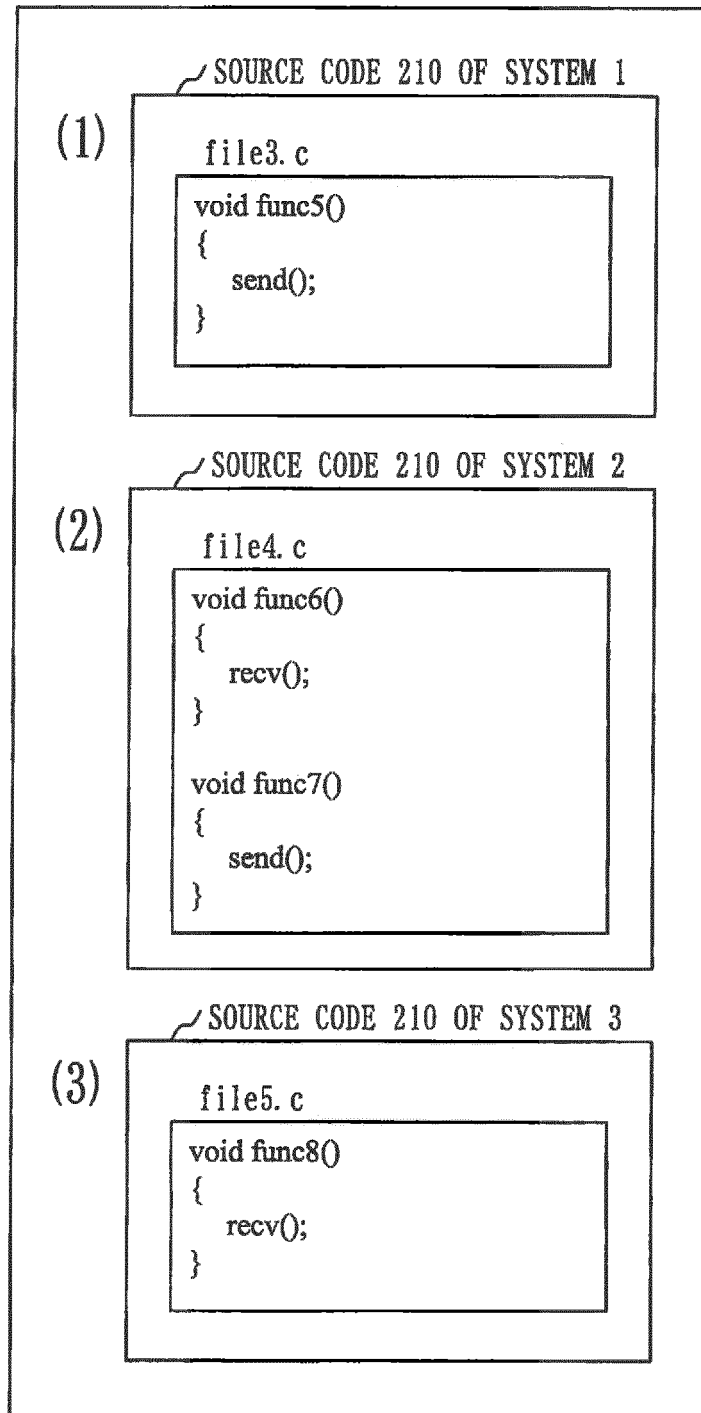 SOURCE CODE 210 OF SYSTEM 1
(1)
file3.c
void func5()
{
send();
}
SOURCE CODE 210 OF SYSTEM 2
(2)
file4.c
void func6()
{
recv();
}
void func7()
{
send();
}
SOURCE CODE 210 OF SYSTEM 3
(3)
file5.c
void func8()
{
recv();
}